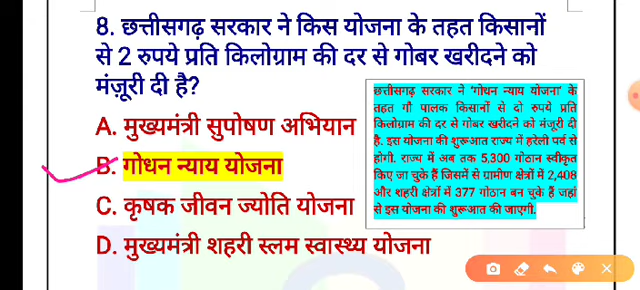 8. छत्तीसगढ़ सरकार ने किस योजना के तहत किसानों
से 2 रुपये प्रति किलोग्राम की दर से गोबर खरीदने को
मंज़ूरी दी है?
A. मुख्यमंत्री सुपोषण अभियान
B. गोधन न्याय योजना
C. कृषक जीवन ज्योति योजना
D. मुख्यमंत्री शहरी स्लम स्वास्थ्य योजना
छत्तीसगढ़ सरकार ने 'गोधन न्याय योजना' के
तहत गौ पालक किसानों से दो रुपये प्रति
किलोग्राम की दर से गोबर खरीदने को मंजूरी दी
है. इस योजना की शुरूआत राज्य में हरेली पर्व से
होगी. राज्य में अब तक 5,300 गोठान स्वीकृत
किए जा चुके हैं जिसमें से ग्रामीण क्षेत्रों में 2,408
और शहरी क्षेत्रों में 377 गोठान बन चुके हैं जहां
से इस योजना की शुरूआत की जाएगी.